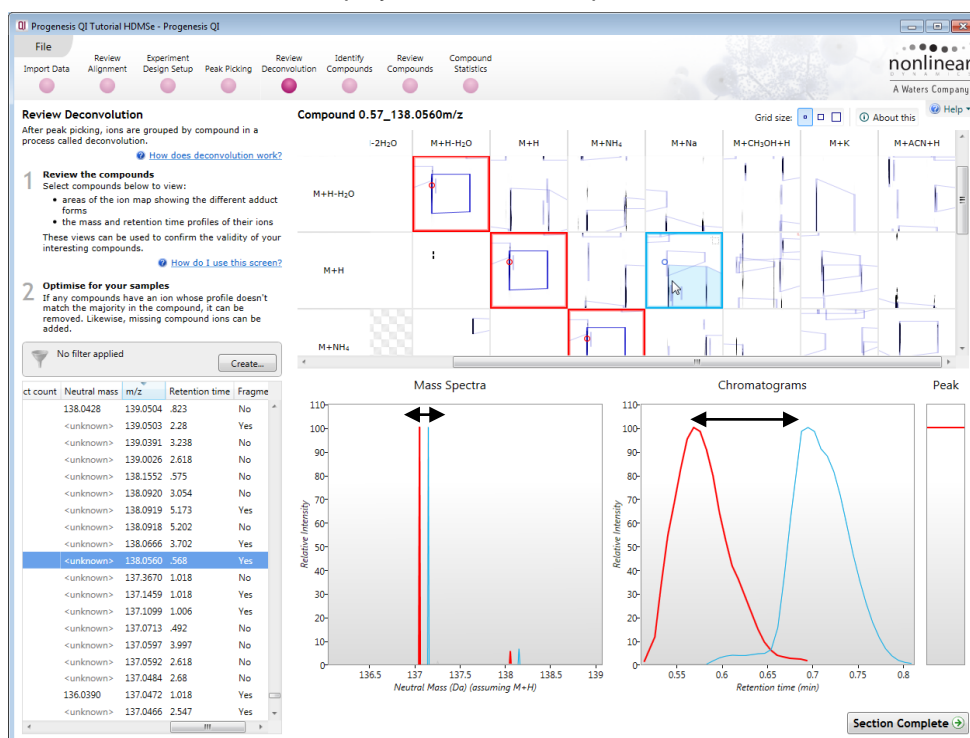 Progenesis QI Tutorial HDMSe - Progenesis QI
File
Import Data
Review Alignment
Experiment Design Setup
Peak Picking
Review Deconvolution
Identify Compounds
Review Compounds
Compound Statistics
nonlinear
DYNAMICS
A Waters Company
Review Deconvolution
After peak picking, ions are grouped by compound in a
process called deconvolution.
How does deconvolution work?
1 Review the compounds
Select compounds below to view:
• areas of the ion map showing the different adduct
forms
• the mass and retention time profiles of their ions
These views can be used to confirm the validity of your
interesting compounds.
How do I use this screen?
2 Optimise for your samples
If any compounds have an ion whose profile doesn't
match the majority in the compound, it can be
removed. Likewise, missing compound ions can be
added.
No filter applied
Create...
ct count Neutral mass m/z Retention time Fragme
138.0428 139.0504 .823 No
<unknown> 139.0503 2.28 Yes
<unknown> 139.0391 3.238 No
<unknown> 139.0026 2.618 No
<unknown> 138.1552 .575 No
<unknown> 138.0920 3.054 No
<unknown> 138.0919 5.173 Yes
<unknown> 138.0918 5.202 No
<unknown> 138.0666 3.702 Yes
<unknown> 138.0560 .568 Yes
<unknown> 137.3670 1.018 No
<unknown> 137.1459 1.018 Yes
<unknown> 137.1099 1.006 Yes
<unknown> 137.0713 .492 No
<unknown> 137.0597 3.997 No
<unknown> 137.0592 2.618 No
<unknown> 137.0484 2.68 No
136.0390 137.0472 1.018 Yes
<unknown> 137.0466 2.547 Yes
Compound 0.57_138.0560m/z
Grid size:
About this
Help
-2H₂O M+H-H₂O M+H M+NH₄ M+Na M+CH₃OH+H M+K M+ACN+H
M+H-H₂O
M+H
M+NH₄
Mass Spectra
Relative Intensity
110
100
90
80
70
60
50
40
30
20
10
0
136.5 137 137.5 138 138.5 139
Neutral Mass (Da) (assuming M+H)
Chromatograms
Relative Intensity
110
100
90
80
70
60
50
40
30
20
10
0
0.55 0.6 0.65 0.7 0.75 0.8
Retention time (min)
Peak
Section Complete